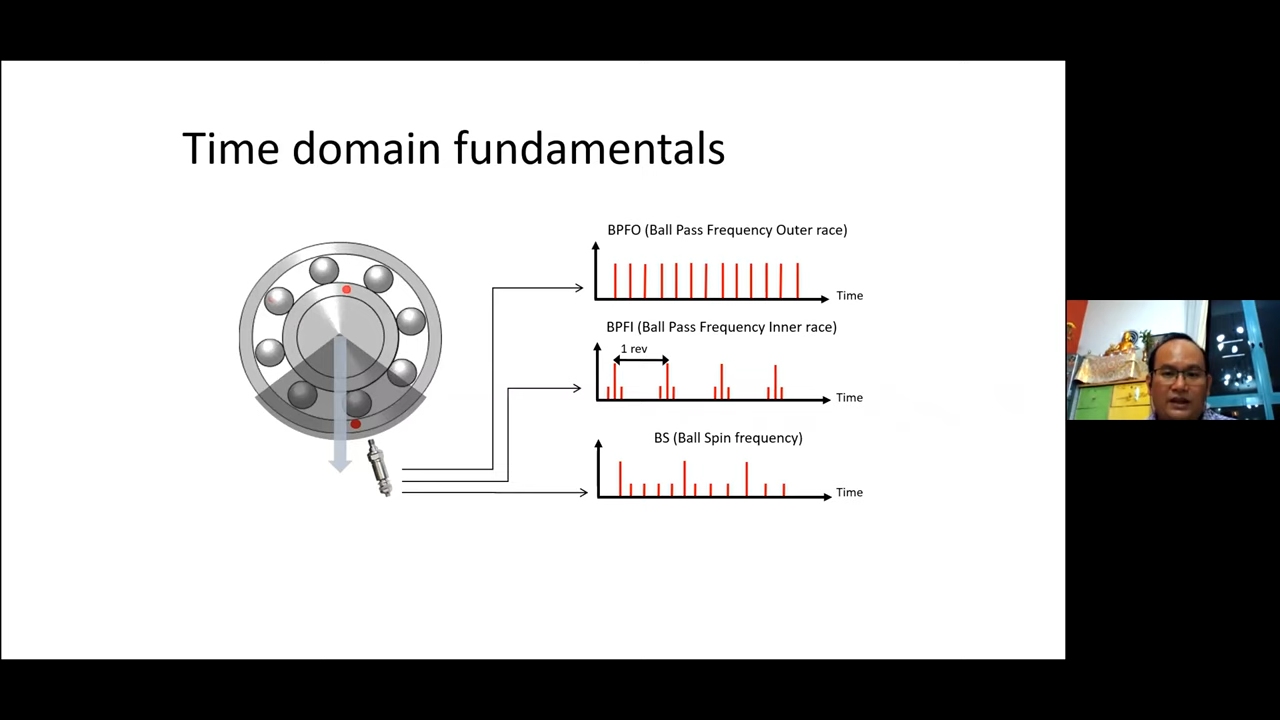 Time domain fundamentals
BPFO (Ball Pass Frequency Outer race)
Time
BPFI (Ball Pass Frequency Inner race)
1 rev
Time
BS (Ball Spin frequency)
Time